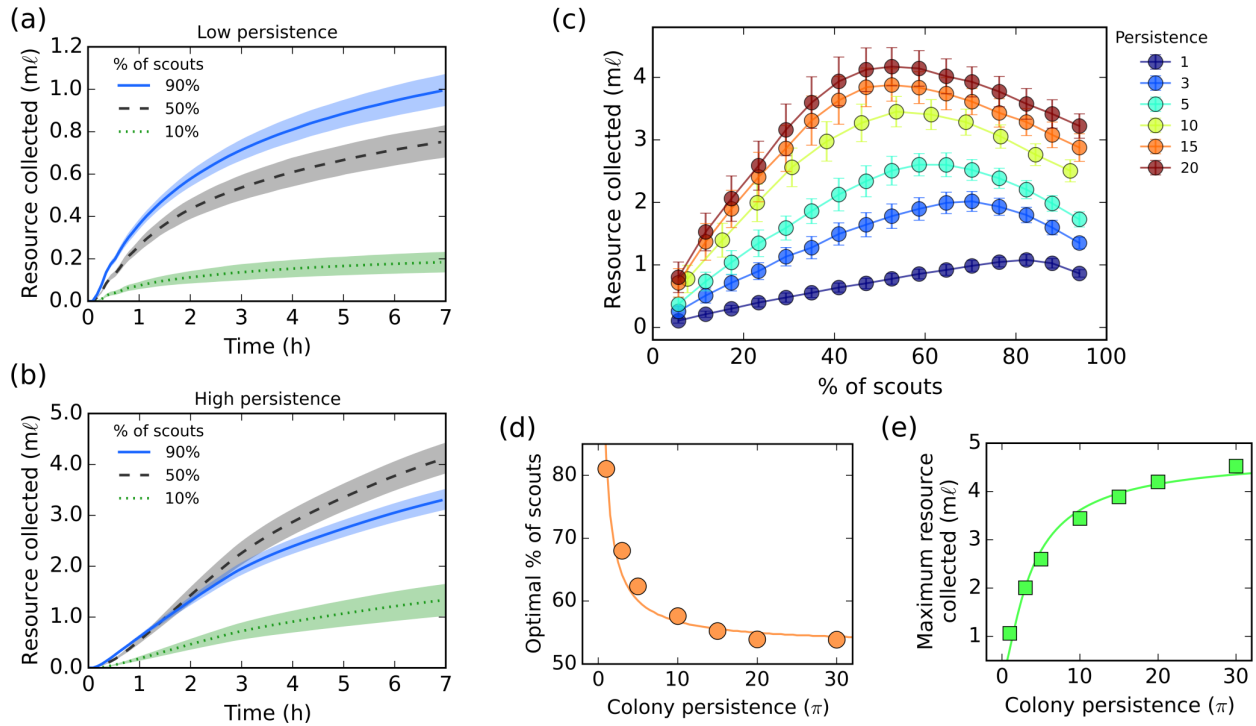 (a)
Low persistence
Resource collected (mℓ)
1.2
1.0
0.8
0.6
0.4
0.2
0.0
% of scouts
90%
50%
10%
0 1 2 3 4 5 6 7
Time (h)
(b)
High persistence
Resource collected (mℓ)
5.0
4.0
3.0
2.0
1.0
0.0
% of scouts
90%
50%
10%
0 1 2 3 4 5 6 7
Time (h)
(c)
Resource collected (mℓ)
4
3
2
1
0
0 20 40 60 80 100
% of scouts
Persistence
1
3
5
10
15
20
(d)
Optimal % of scouts
80
70
60
50
0 10 20 30
Colony persistence (π)
(e)
Maximum resource
collected (mℓ)
5
4
3
2
1
0 10 20 30
Colony persistence (π)